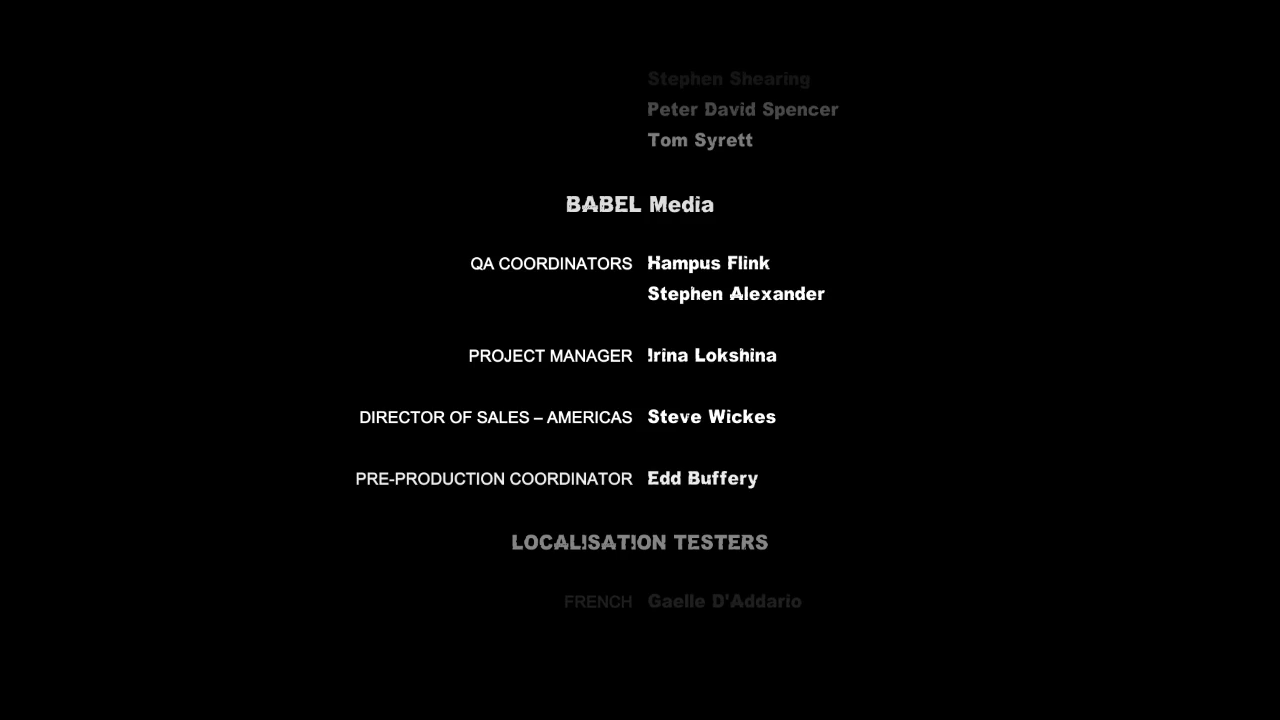 Stephen Shearing
Peter David Spencer
Tom Syrett
BABEL Media
QA COORDINATORS Hampus Flink
Stephen Alexander
PROJECT MANAGER Irina Lokshina
DIRECTOR OF SALES – AMERICAS Steve Wickes
PRE-PRODUCTION COORDINATOR Edd Buffery
LOCALISATION TESTERS
FRENCH Gaelle D'Addario